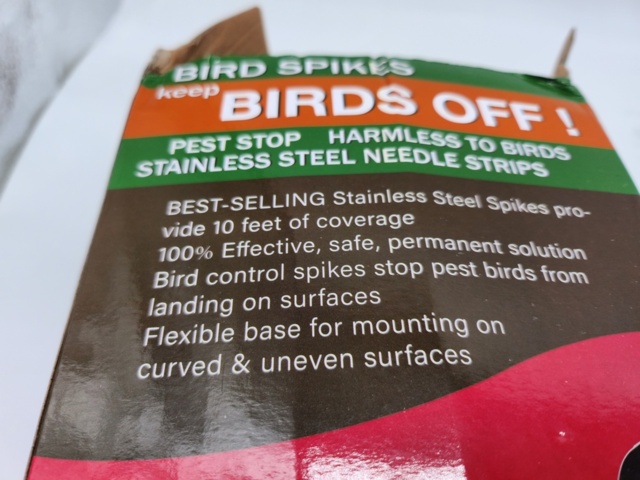 BIRD SPIKES
keep BIRDS OFF !
PEST STOP HARMLESS TO BIRDS
STAINLESS STEEL NEEDLE STRIPS
BEST-SELLING Stainless Steel Spikes pro-
vide 10 feet of coverage
100% Effective, safe, permanent solution
Bird control spikes stop pest birds from
landing on surfaces
Flexible base for mounting on
curved & uneven surfaces